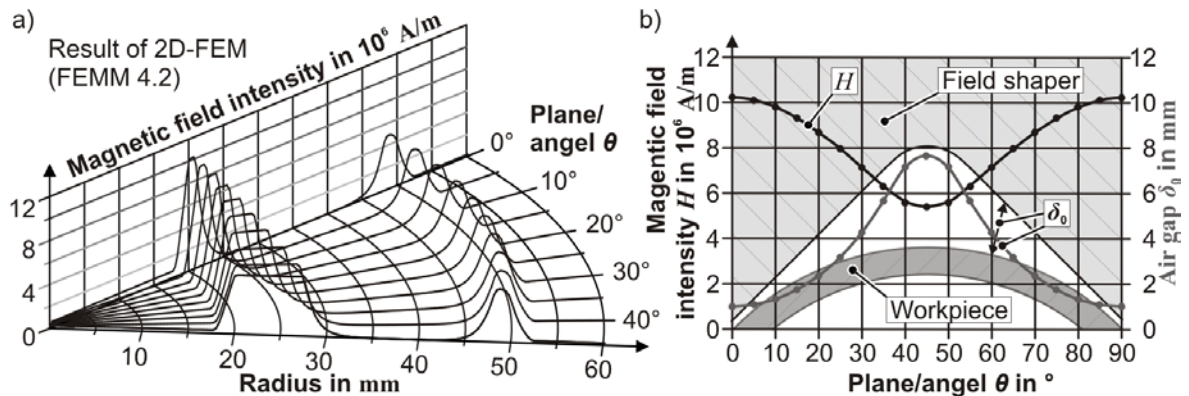 a)
Result of 2D-FEM
(FEMM 4.2)
Magnetic field intensity in 10⁶ A/m
12
8
4
0
Plane/
angel θ
0°
10°
20°
30°
40°
10
20
30
40
50
60
Radius in mm
b)
Magentic field
intensity H in 10⁶ A/m
12
10
8
6
4
2
0
H
Field shaper
δ₀
Workpiece
12
10
8
6
4
2
0
Air gap δ₀ in mm
0
10
20
30
40
50
60
70
80
90
Plane/angel θ in °